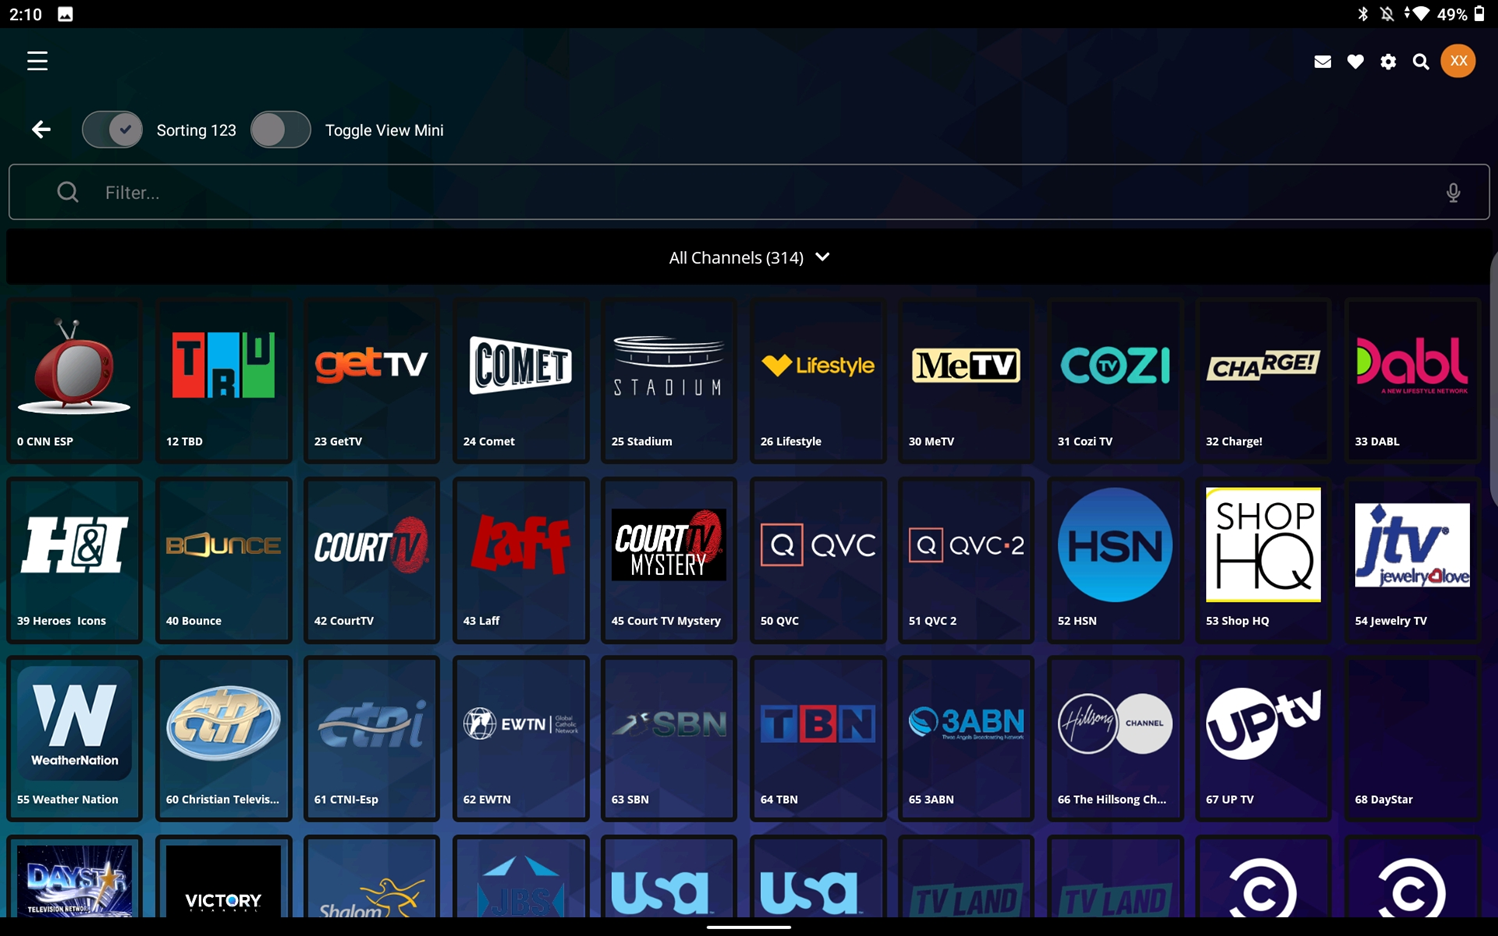 2:10
49%
XX
Sorting 123
Toggle View Mini
Filter...
All Channels (314)
TBD
getTV
COMET
STADIUM
Lifestyle
MeTV
COZI
TV
CHARGE!
Dabl
A NEW LIFESTYLE NETWORK
0 CNN ESP
12 TBD
23 GetTV
24 Comet
25 Stadium
26 Lifestyle
30 MeTV
31 Cozi TV
32 Charge!
33 DABL
H&I
BOUNCE
COURT TV
Laff
COURT TV
MYSTERY
Q QVC
Q QVC·2
HSN
SHOP
HQ
jtv
jewelry love
39 Heroes  Icons
40 Bounce
42 CourtTV
43 Laff
45 Court TV Mystery
50 QVC
51 QVC 2
52 HSN
53 Shop HQ
54 Jewelry TV
W
WeatherNation
ctn
ctni
EWTN
Global
Catholic
Network
SBN
TBN
3ABN
Three Angels Broadcasting Network
Hillsong
CHANNEL
UPtv
55 Weather Nation
60 Christian Televis...
61 CTNI-Esp
62 EWTN
63 SBN
64 TBN
65 3ABN
66 The Hillsong Ch...
67 UP TV
68 DayStar
DAYSTAR
TELEVISION NETWORK
VICTORY
CHANNEL
Shalom
JBS
usa
usa
TV LAND
TV LAND